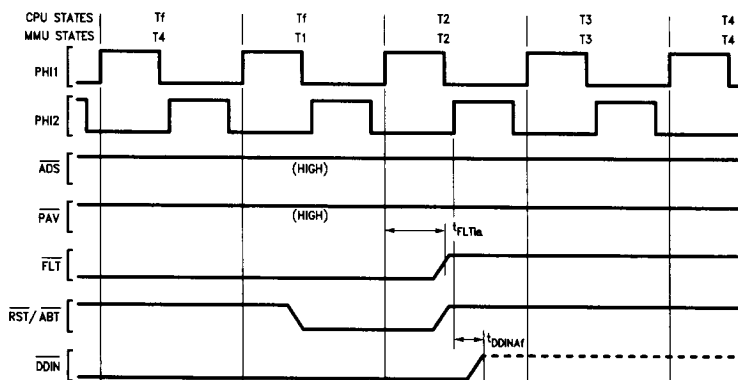 CPU STATES Tf Tf T2 T3 T4
MMU STATES T4 T1 T2 T3 T4
PHI1
PHI2
ADS (HIGH)
PAV (HIGH)
tFLTIa
FLT
RST/ABT
tDDINAf
DDIN